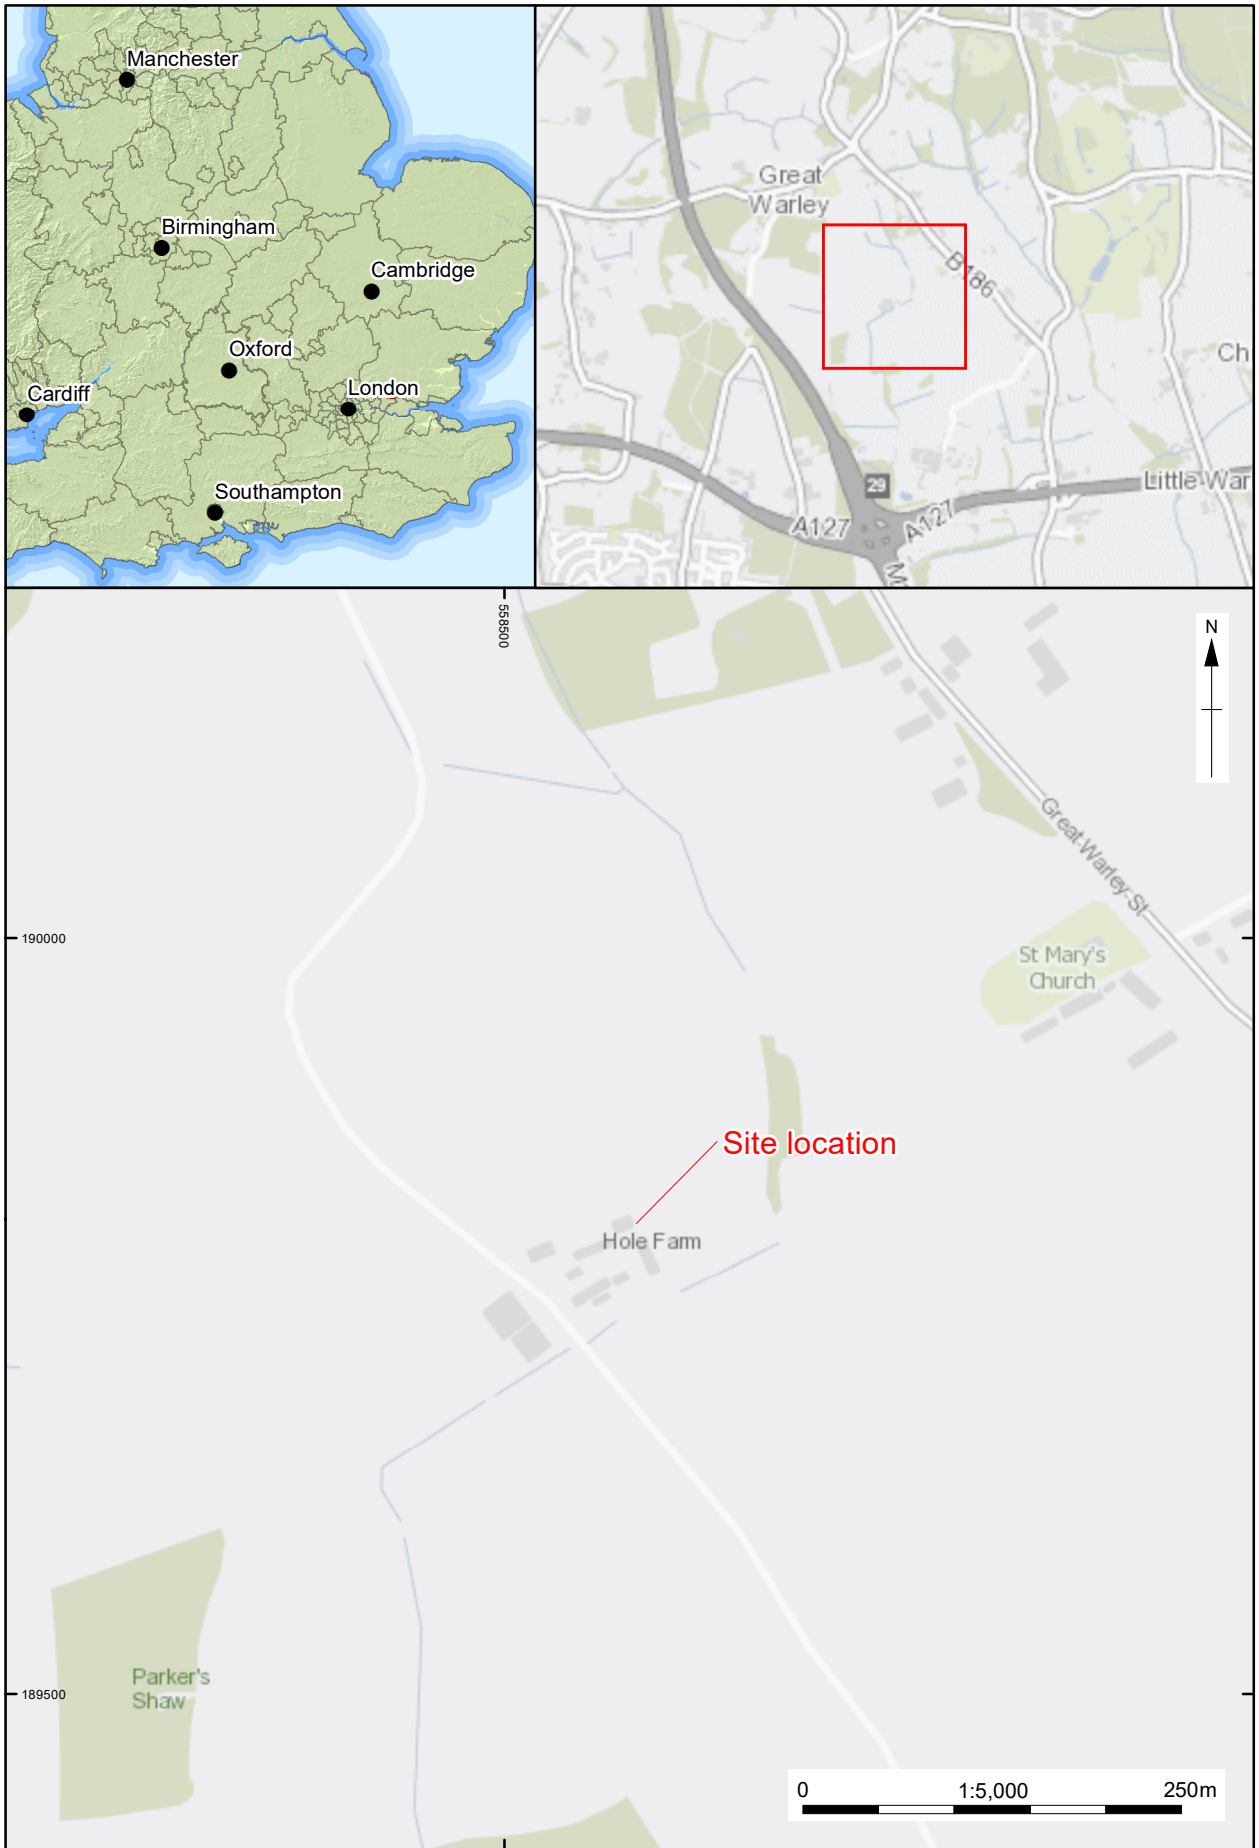 Manchester
Birmingham
Cambridge
Oxford
London
Cardiff
Southampton
Great
Warley
B186
Ch
Little War
29
A127
A127
558500
N
Great Warley St
190000
St Mary's
Church
Site location
Hole Farm
Parker's
Shaw
189500
0
1:5,000
250m